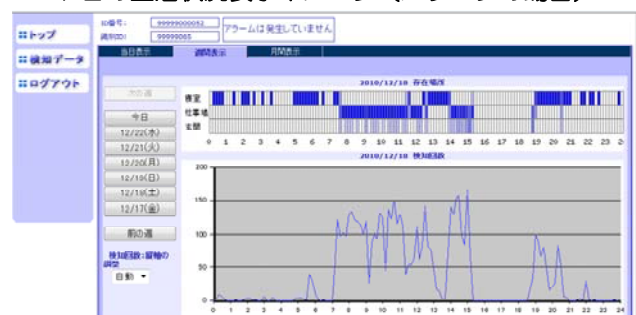 トップ
検知データ
ログアウト
ID番号: 99999000052
識別ID: 99999065
アラームは発生していません
当日表示 週間表示 月間表示
次の週
今日
12/22(水)
12/21(火)
12/20(月)
12/19(日)
12/18(土)
12/17(金)
前の週
検知回数:縦軸の
調整
自動
2010/12/18 存在場所
寝室
仕事場
玄関
0 1 2 3 4 5 6 7 8 9 10 11 12 13 14 15 16 17 18 19 20 21 22 23
2010/12/18 検知回数
200
150
100
50
0
0 1 2 3 4 5 6 7 8 9 10 11 12 13 14 15 16 17 18 19 20 21 22 23 24